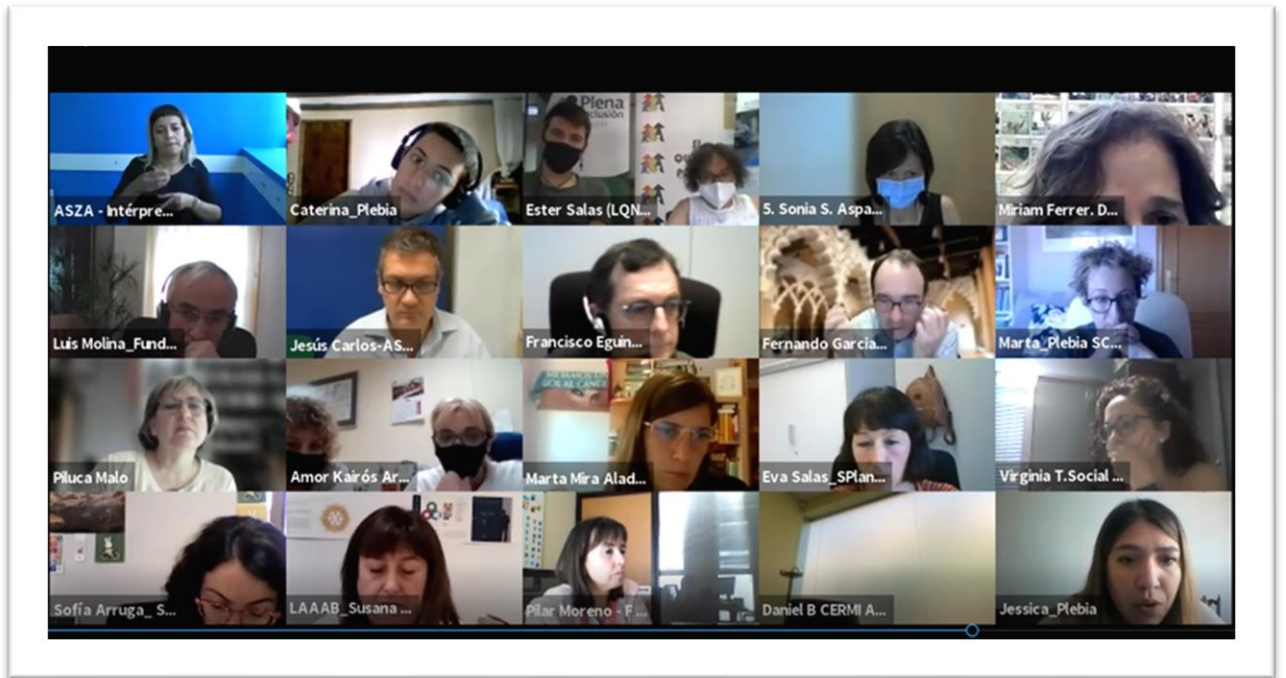 Plena
inclusión
ASZA - Intérpre...
Caterina_Plebia
Ester Salas (LQN...
5. Sonia S. Aspa...
Miriam Ferrer. D...
Luis Molina_Fund...
Jesús Carlos-AS...
Francisco Eguin...
Fernando Garcia...
Marta_Plebia SC...
Piluca Malo
Amor Kairós Ar...
Marta Mira Alad...
Eva Salas_SPlan...
Virginia T.Social ...
Sofía Arruga_ S...
LAAAB_Susana ...
Pilar Moreno - F ...
Daniel B CERMI A...
Jessica_Plebia